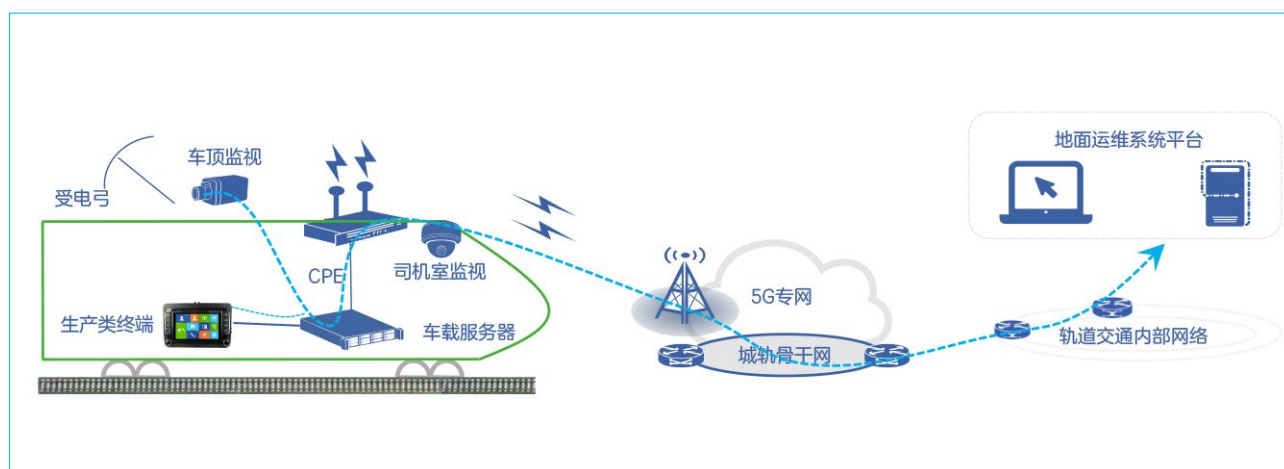 地面运维系统平台
车顶监视
受电弓
CPE
司机室监视
5G专网
生产类终端
车载服务器
城轨骨干网
轨道交通内部网络